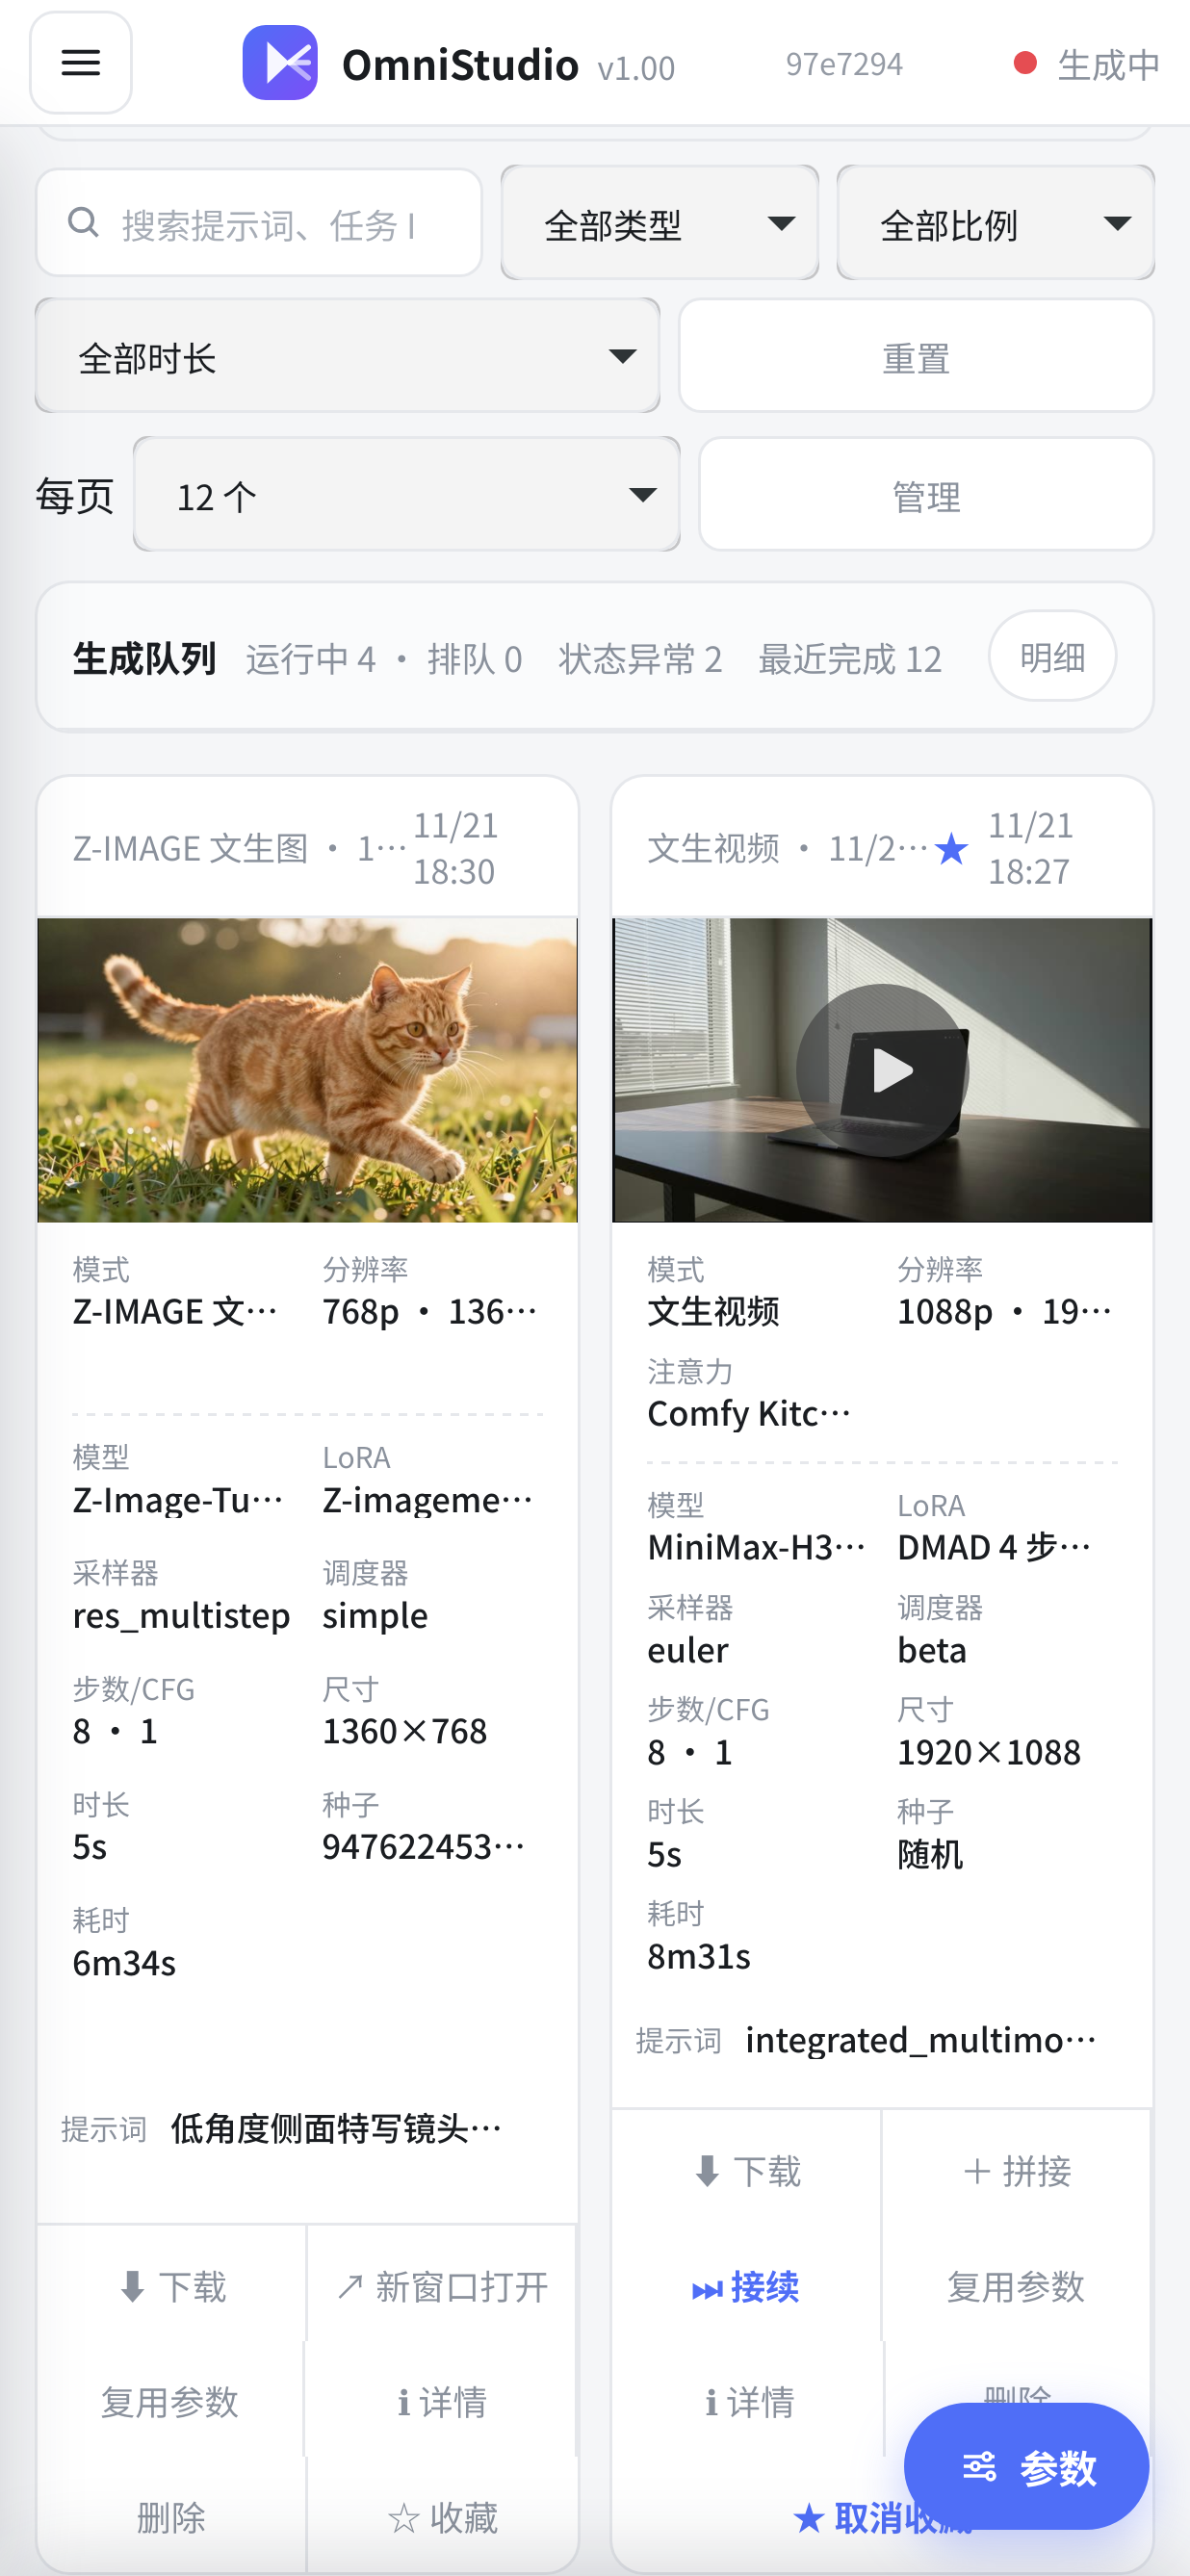 OmniStudio v1.00 97e7294 生成中
搜索提示词、任务 I 全部类型 全部比例
全部时长 重置
每页 12 个 管理
生成队列 运行中 4 · 排队 0 状态异常 2 最近完成 12 明细
Z-IMAGE 文生图 · 1… 11/21 18:30
模式 分辨率
Z-IMAGE 文… 768p · 136…
模型 LoRA
Z-Image-Tu… Z-imageme…
采样器 调度器
res_multistep simple
步数/CFG 尺寸
8 · 1 1360×768
时长 种子
5s 947622453…
耗时
6m34s
提示词 低角度侧面特写镜头…
⬇ 下载 ↗ 新窗口打开
复用参数 ℹ 详情
删除 ☆ 收藏
文生视频 · 11/2… ★ 11/21 18:27
模式 分辨率
文生视频 1088p · 19…
注意力
Comfy Kitc…
模型 LoRA
MiniMax-H3… DMAD 4 步…
采样器 调度器
euler beta
步数/CFG 尺寸
8 · 1 1920×1088
时长 种子
5s 随机
耗时
8m31s
提示词 integrated_multimo…
⬇ 下载 ＋ 拼接
⏭ 接续 复用参数
ℹ 详情 删除
★ 取消收藏
参数